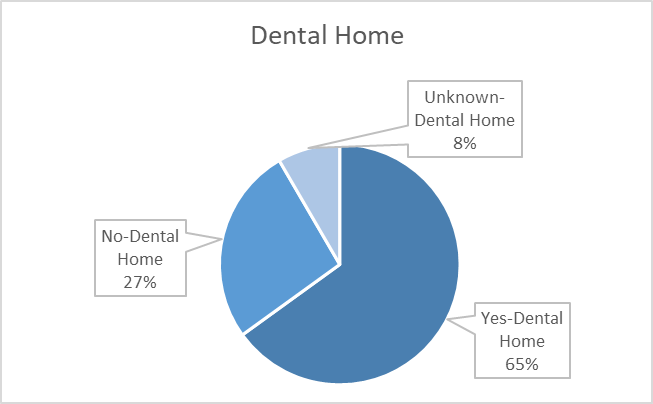 Dental Home
Unknown-
Dental Home
8%
No-Dental
Home
27%
Yes-Dental
Home
65%